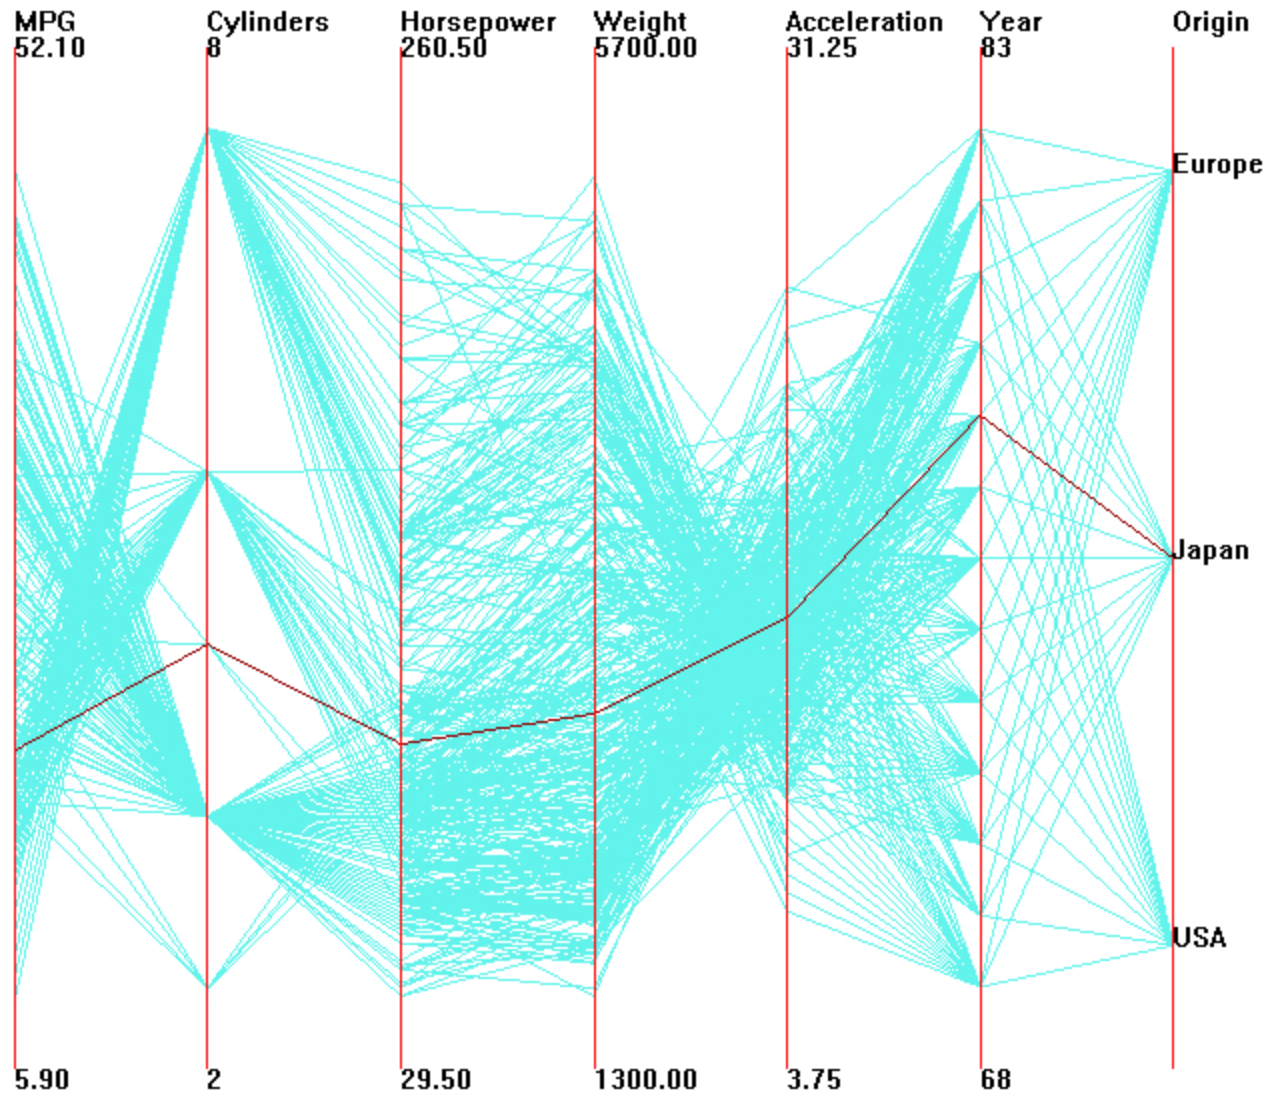 MPG Cylinders Horsepower Weight Acceleration Year Origin
52.10 8 260.50 5700.00 31.25 83
Europe
Japan
USA
5.90 2 29.50 1300.00 3.75 68